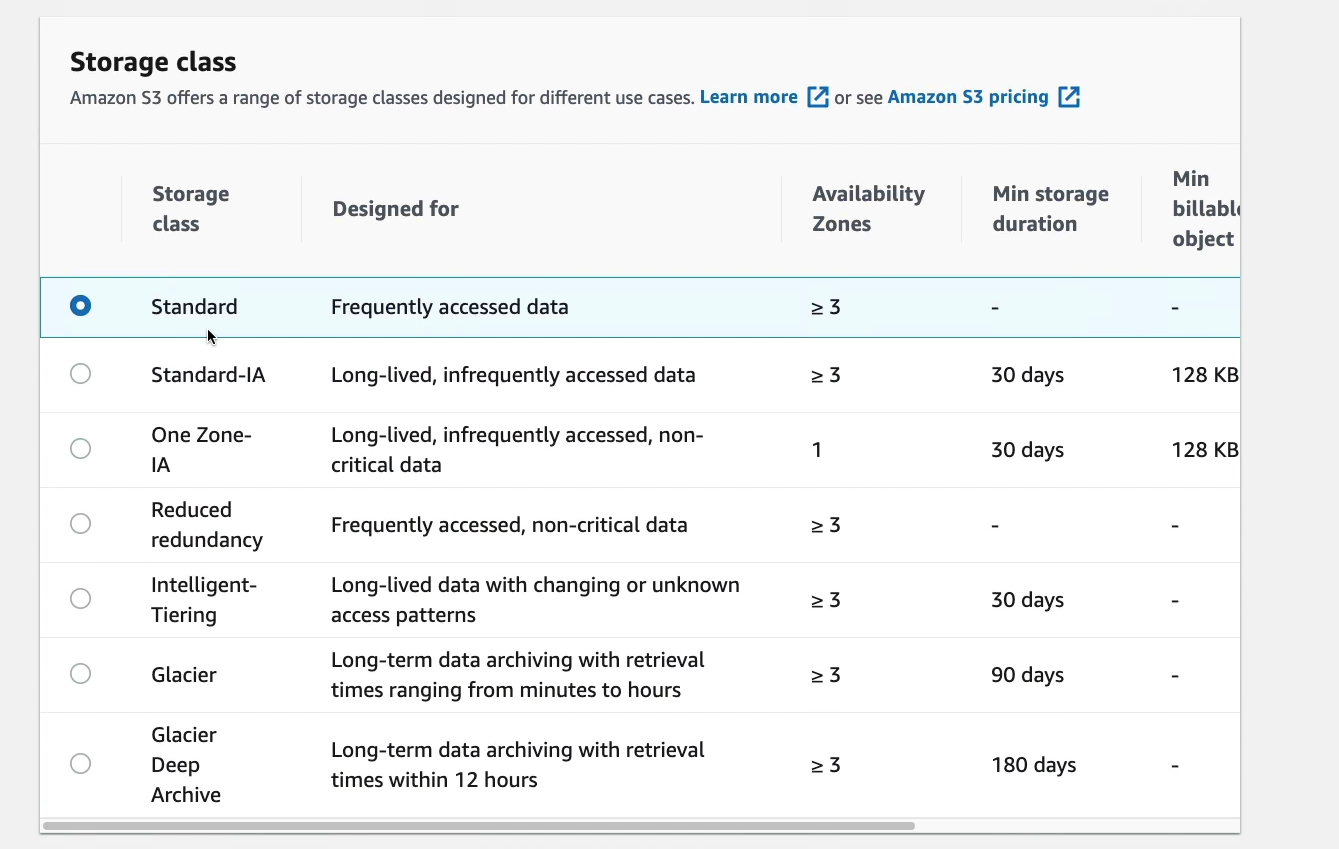 Storage class
Amazon S3 offers a range of storage classes designed for different use cases. Learn more or see Amazon S3 pricing
Storage class
Designed for
Availability Zones
Min storage duration
Min billable object
Standard
Frequently accessed data
≥ 3
-
-
Standard-IA
Long-lived, infrequently accessed data
≥ 3
30 days
128 KB
One Zone-
IA
Long-lived, infrequently accessed, non-
critical data
1
30 days
128 KB
Reduced
redundancy
Frequently accessed, non-critical data
≥ 3
-
-
Intelligent-
Tiering
Long-lived data with changing or unknown
access patterns
≥ 3
30 days
-
Glacier
Long-term data archiving with retrieval
times ranging from minutes to hours
≥ 3
90 days
-
Glacier
Deep
Archive
Long-term data archiving with retrieval
times within 12 hours
≥ 3
180 days
-